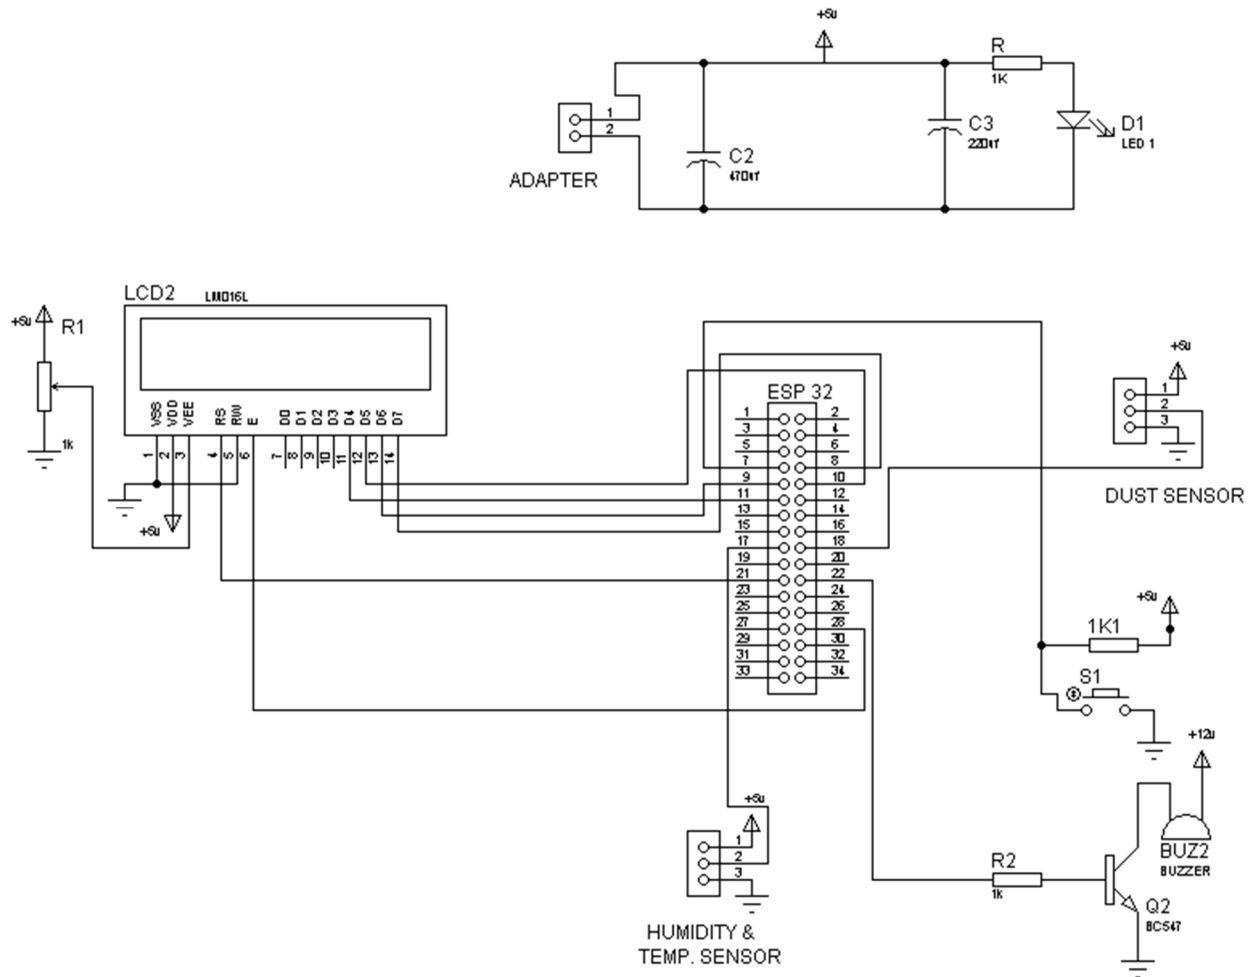 +5v
R
1K
1
2
C2
470uf
C3
220uf
D1
LED 1
ADAPTER
LCD2
LM016L
+5v
R1
1k
VSS
VDD
VEE
RS
RW
E
D0
D1
D2
D3
D4
D5
D6
D7
1
2
3
4
5
6
7
8
9
10
11
12
13
14
+5v
ESP 32
1 2
3 4
5 6
7 8
9 10
11 12
13 14
15 16
17 18
19 20
21 22
23 24
25 26
27 28
29 30
31 32
33 34
+5v
1
2
3
DUST SENSOR
+5v
1K1
S1
+12v
BUZ2
BUZZER
R2
1k
Q2
BC547
+5v
1
2
3
HUMIDITY &
TEMP. SENSOR